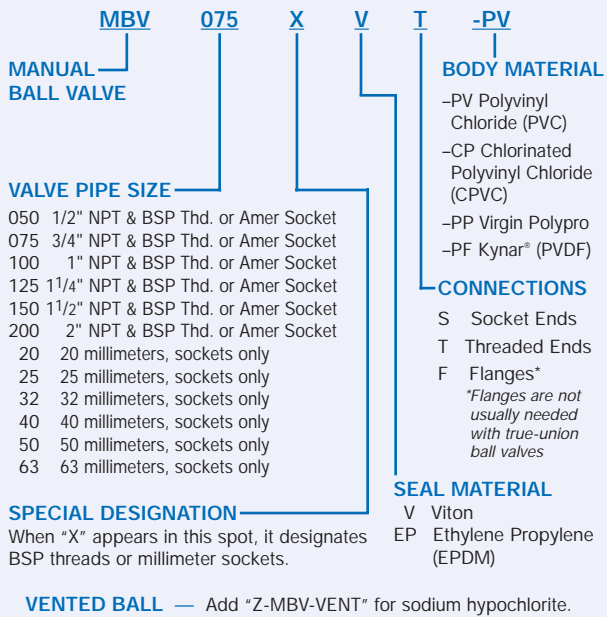 MBV 075 X V T -PV
MANUAL
BALL VALVE
VALVE PIPE SIZE
050 1/2" NPT & BSP Thd. or Amer Socket
075 3/4" NPT & BSP Thd. or Amer Socket
100 1" NPT & BSP Thd. or Amer Socket
125 1 1/4" NPT & BSP Thd. or Amer Socket
150 1 1/2" NPT & BSP Thd. or Amer Socket
200 2" NPT & BSP Thd. or Amer Socket
20 20 millimeters, sockets only
25 25 millimeters, sockets only
32 32 millimeters, sockets only
40 40 millimeters, sockets only
50 50 millimeters, sockets only
63 63 millimeters, sockets only
SPECIAL DESIGNATION
When "X" appears in this spot, it designates
BSP threads or millimeter sockets.
BODY MATERIAL
–PV Polyvinyl
Chloride (PVC)
–CP Chlorinated
Polyvinyl Chloride
(CPVC)
–PP Virgin Polypro
–PF Kynar® (PVDF)
CONNECTIONS
S Socket Ends
T Threaded Ends
F Flanges*
*Flanges are not
usually needed
with true-union
ball valves
SEAL MATERIAL
V Viton
EP Ethylene Propylene
(EPDM)
VENTED BALL — Add "Z-MBV-VENT" for sodium hypochlorite.